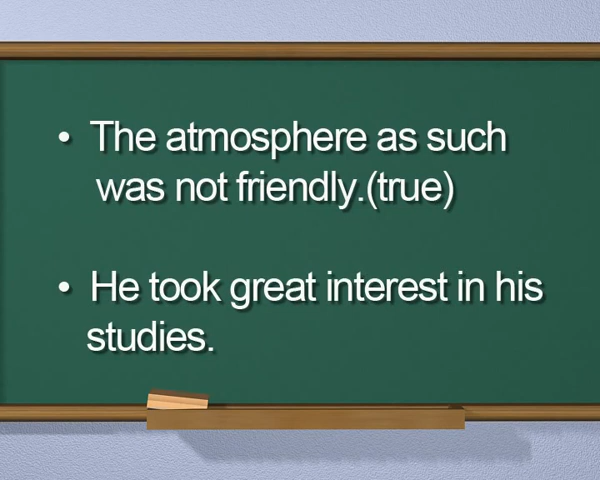 • The atmosphere as such
was not friendly.(true)
• He took great interest in his
studies.